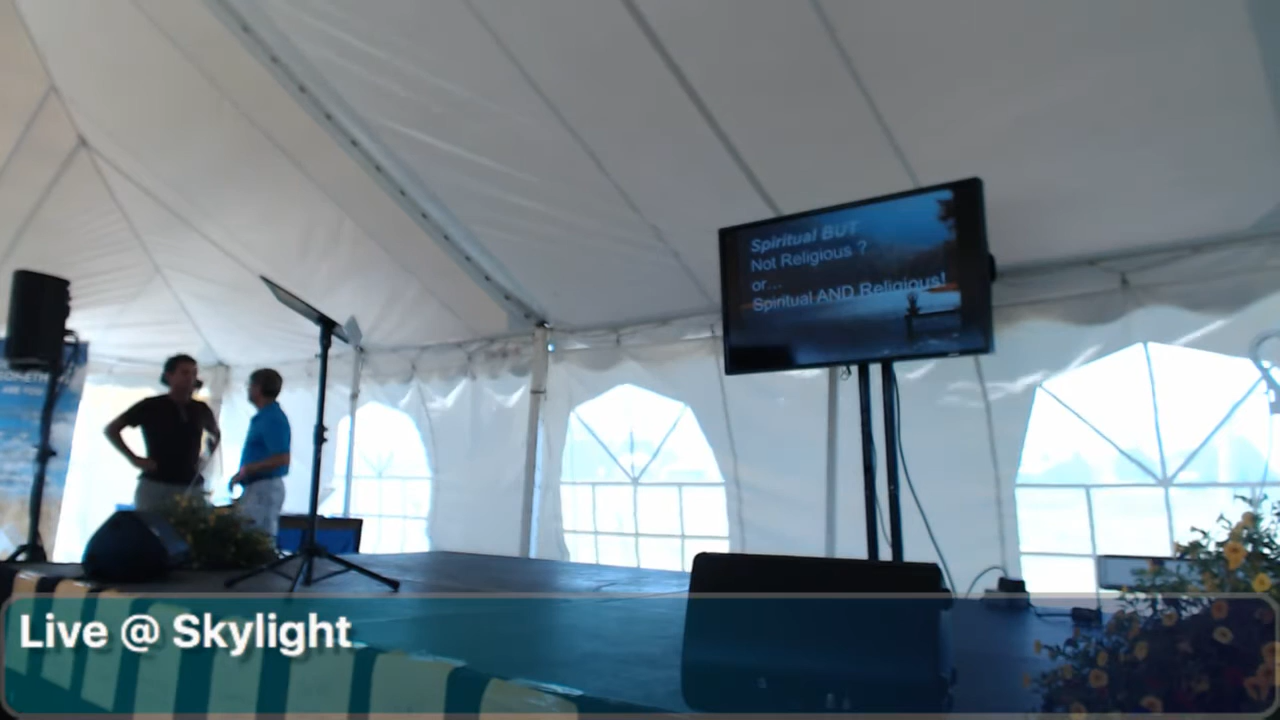 Spiritual BUT
Not Religious ?
or...
Spiritual AND Religious!
Live @ Skylight